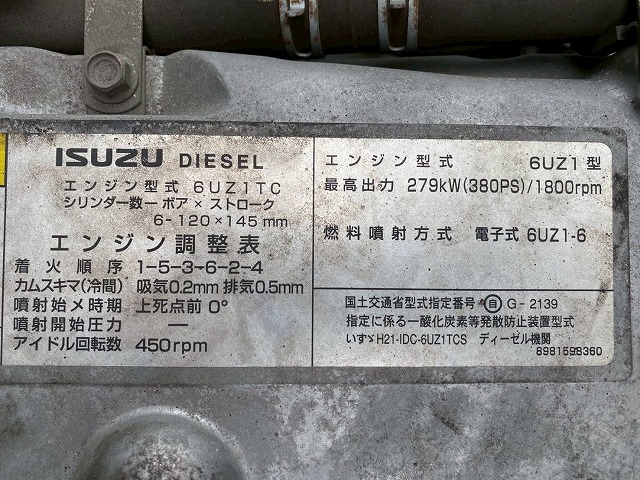 ISUZU DIESEL
エンジン型式 6UZ1TC
シリンダー数－ボア × ストローク
6-120×145mm
エンジン調整表
着火順序 1-5-3-6-2-4
カムスキマ(冷間) 吸気0.2mm 排気0.5mm
噴射始メ時期 上死点前 0°
噴射開始圧力 —
アイドル回転数 450rpm
エンジン型式 6UZ1型
最高出力 279kW(380PS)/1800rpm
燃料噴射方式 電子式 6UZ1-6
国土交通省型式指定番号 自 G-2139
指定に係る一酸化炭素等発散防止装置型式
いすゞH21-IDC-6UZ1TCS ディーゼル機関
8981598360